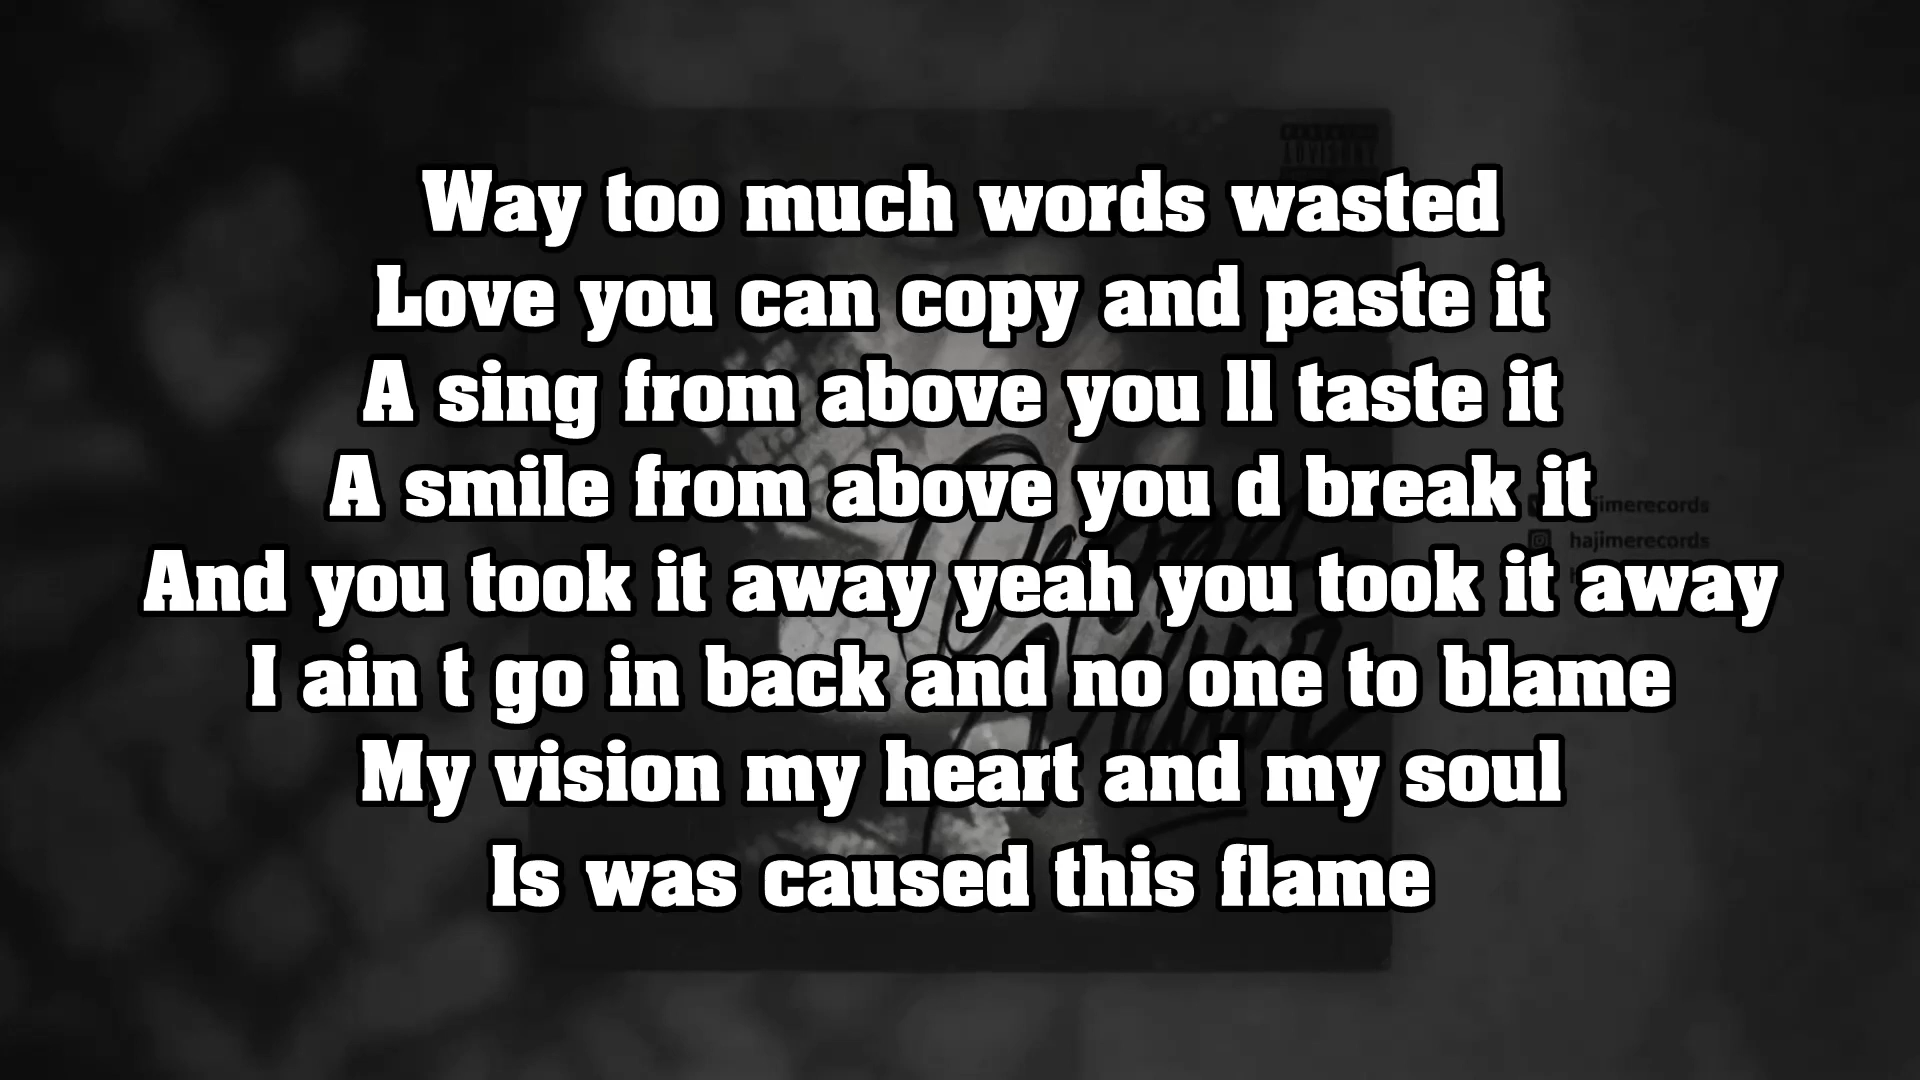 ADVISORY
Way too much words wasted
Love you can copy and paste it
A sing from above you ll taste it
A smile from above you d break it
And you took it away yeah you took it away
I ain t go in back and no one to blame
My vision my heart and my soul
Is was caused this flame
hajimerecords